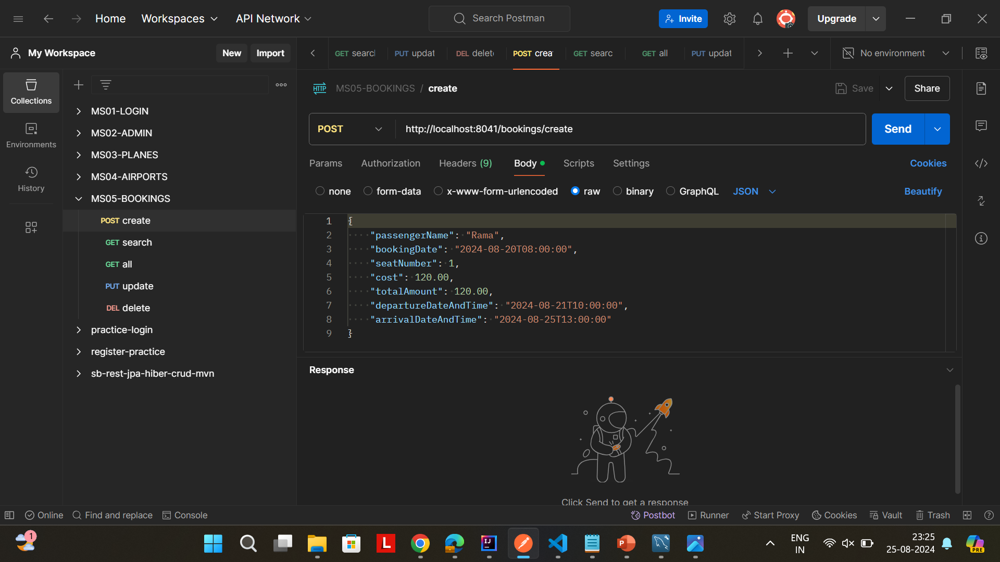 Home
Workspaces
API Network
Search Postman
Invite
Upgrade
My Workspace
New
Import
GET search
PUT updat
DEL delet
POST crea
GET searc
GET all
PUT updat
No environment
Collections
Environments
History
MS01-LOGIN
MS02-ADMIN
MS03-PLANES
MS04-AIRPORTS
MS05-BOOKINGS
POST create
GET search
GET all
PUT update
DEL delete
practice-login
register-practice
sb-rest-jpa-hiber-crud-mvn
HTTP MS05-BOOKINGS / create
Save
Share
POST
http://localhost:8041/bookings/create
Send
Params
Authorization
Headers (9)
Body
Scripts
Settings
Cookies
none
form-data
x-www-form-urlencoded
raw
binary
GraphQL
JSON
Beautify
1 {
2 "passengerName": "Rama",
3 "bookingDate": "2024-08-20T08:00:00",
4 "seatNumber": 1,
5 "cost": 120.00,
6 "totalAmount": 120.00,
7 "departureDateAndTime": "2024-08-21T10:00:00",
8 "arrivalDateAndTime": "2024-08-25T13:00:00"
9 }
Response
Click Send to get a response
Online
Find and replace
Console
Postbot
Runner
Start Proxy
Cookies
Vault
Trash
1
L
IJ
P
ENG
IN
23:25
25-08-2024
PRE